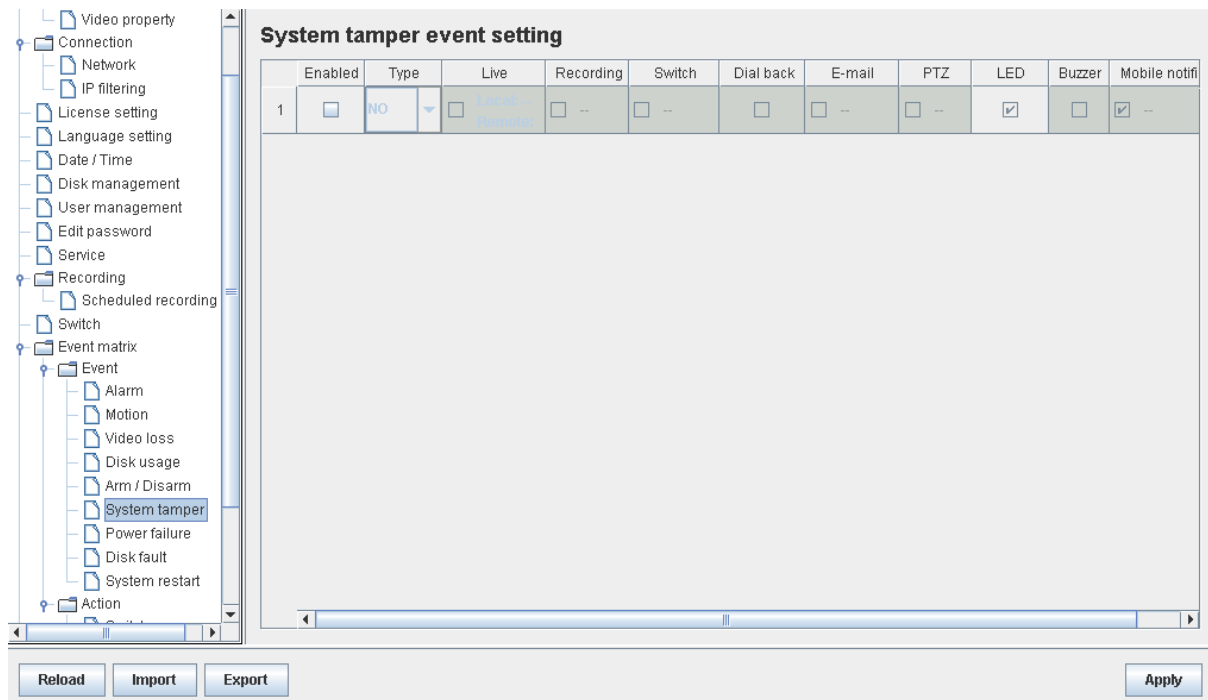 Video property
Connection
Network
IP filtering
License setting
Language setting
Date / Time
Disk management
User management
Edit password
Service
Recording
Scheduled recording
Switch
Event matrix
Event
Alarm
Motion
Video loss
Disk usage
Arm / Disarm
System tamper
Power failure
Disk fault
System restart
Action
System tamper event setting
Enabled Type Live Recording Switch Dial back E-mail PTZ LED Buzzer Mobile notifi
Local: --
1 NO -- -- -- -- --
Remote:
Reload Import Export Apply